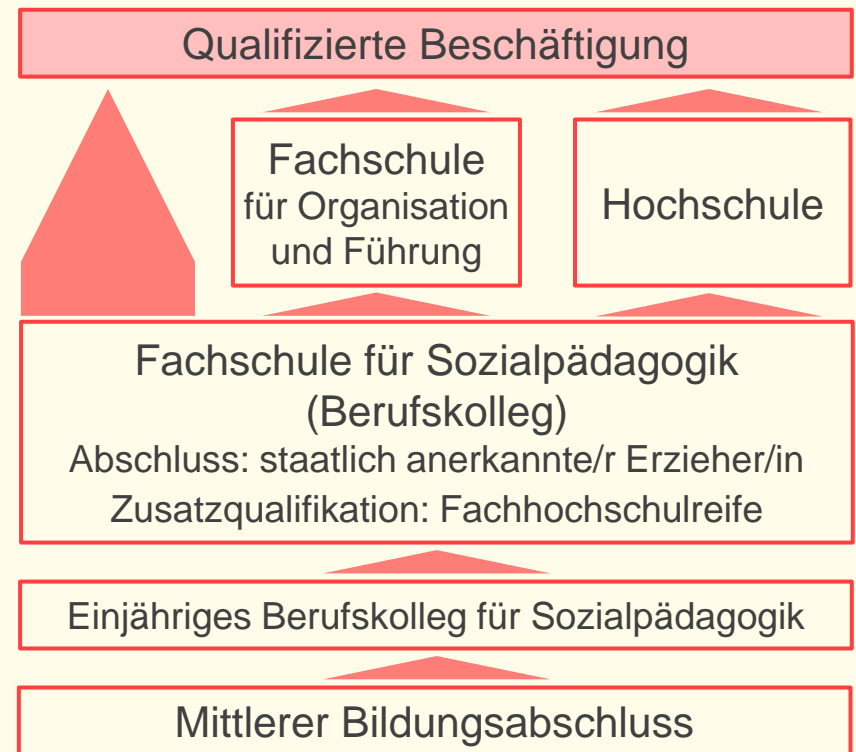 Qualifizierte Beschäftigung
Fachschule
für Organisation
und Führung
Hochschule
Fachschule für Sozialpädagogik
(Berufskolleg)
Abschluss: staatlich anerkannte/r Erzieher/in
Zusatzqualifikation: Fachhochschulreife
Einjähriges Berufskolleg für Sozialpädagogik
Mittlerer Bildungsabschluss